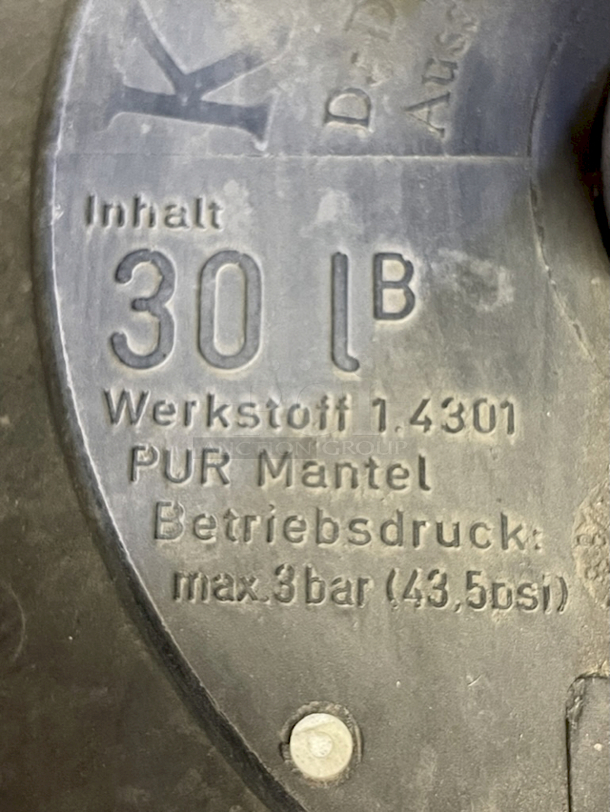 K
Inhalt
30 l B
Werkstoff 1.4301
PUR Mantel
Betriebsdruck:
max.3bar (43,5psi)